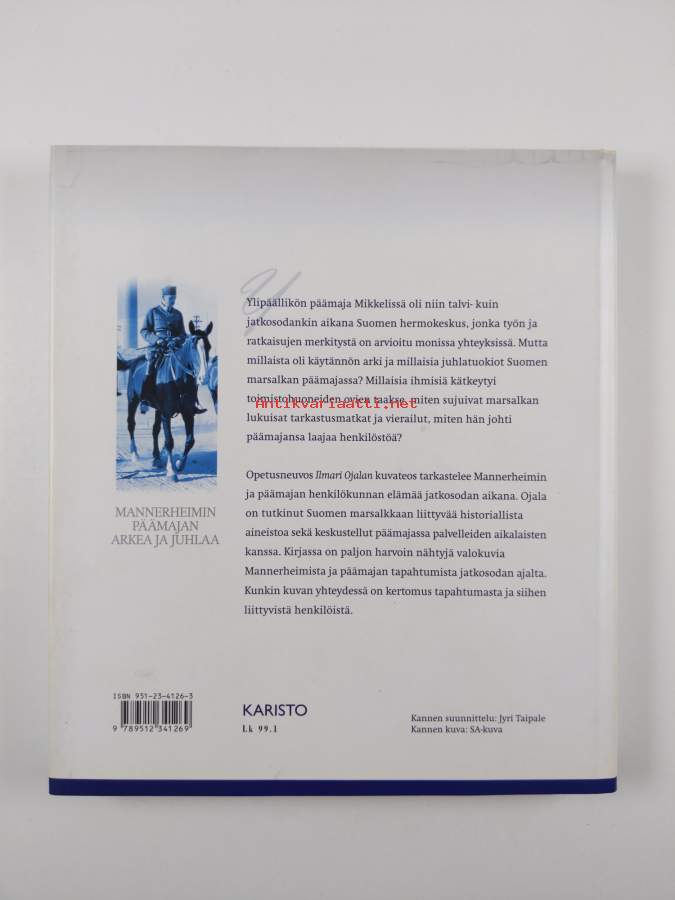 Y
Ylipäällikön päämaja Mikkelissä oli niin talvi- kuin
jatkosodankin aikana Suomen hermokeskus, jonka työn ja
ratkaisujen merkitystä on arvioitu monissa yhteyksissä. Mutta
millaista oli käytännön arki ja millaisia juhlatuokiot Suomen
marsalkan päämajassa? Millaisia ihmisiä kätkeytyi
toimistohuoneiden ovien taakse, miten sujuivat marsalkan
antikvariaatti.net
lukuisat tarkastusmatkat ja vierailut, miten hän johti
päämajansa laajaa henkilöstöä?
Opetusneuvos Ilmari Ojalan kuvateos tarkastelee Mannerheimin
ja päämajan henkilökunnan elämää jatkosodan aikana. Ojala
on tutkinut Suomen marsalkkaan liittyvää historiallista
aineistoa sekä keskustellut päämajassa palvelleiden aikalaisten
kanssa. Kirjassa on paljon harvoin nähtyjä valokuvia
Mannerheimista ja päämajan tapahtumista jatkosodan ajalta.
Kunkin kuvan yhteydessä on kertomus tapahtumasta ja siihen
liittyvistä henkilöistä.
MANNERHEIMIN
PÄÄMAJAN
ARKEA JA JUHLAA
ISBN 951-23-4126-3
9 789512 341269
KARISTO
Lk 99.1
Kannen suunnittelu: Jyri Taipale
Kannen kuva: SA-kuva